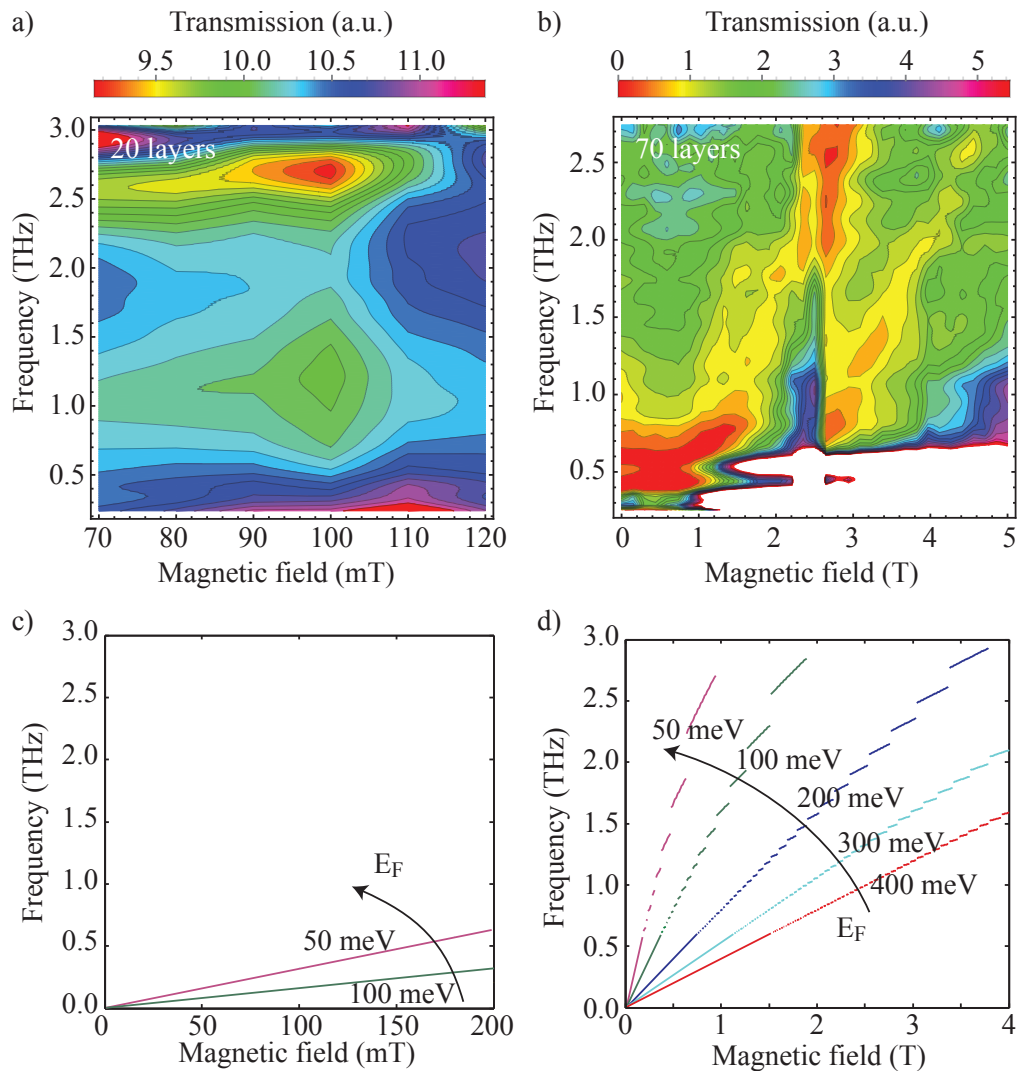 a)
Transmission (a.u.)
9.5 10.0 10.5 11.0
20 layers
3.0
2.5
2.0
1.5
1.0
0.5
Frequency (THz)
70 80 90 100 110 120
Magnetic field (mT)
b)
Transmission (a.u.)
0 1 2 3 4 5
70 layers
2.5
2.0
1.5
1.0
0.5
Frequency (THz)
0 1 2 3 4 5
Magnetic field (T)
c)
3.0
2.5
2.0
1.5
1.0
0.5
0.0
Frequency (THz)
EF
50 meV
100 meV
0 50 100 150 200
Magnetic field (mT)
d)
3.0
2.5
2.0
1.5
1.0
0.5
0.0
Frequency (THz)
50 meV
100 meV
200 meV
300 meV
400 meV
EF
0 1 2 3 4
Magnetic field (T)